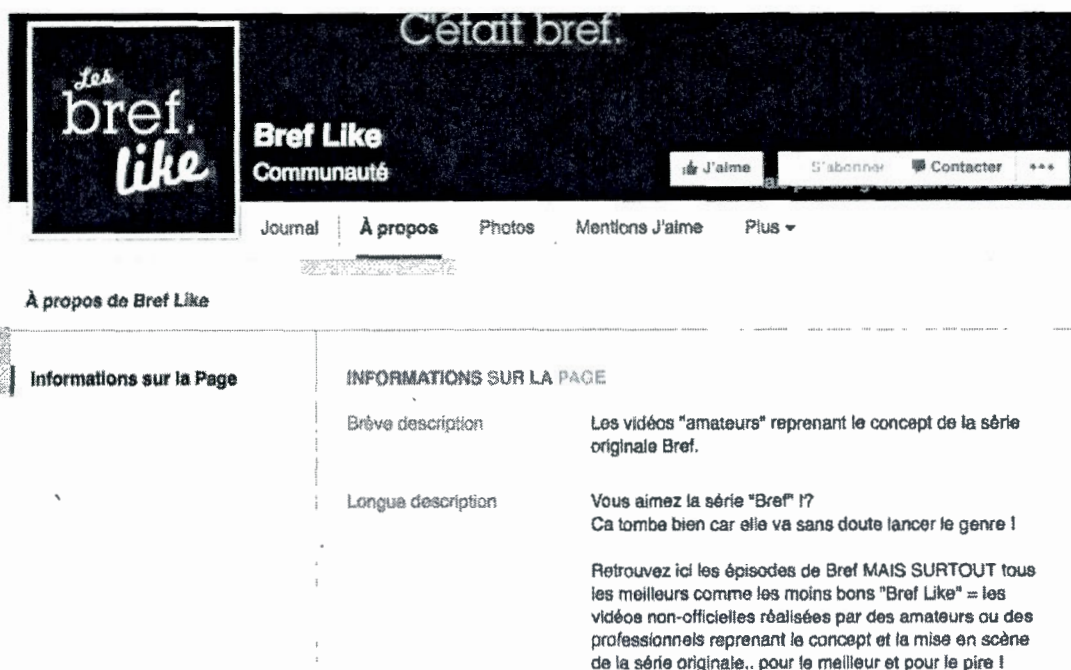 C'était bref.
Les
bref.
like
Bref Like
Communauté
J'aime
S'abonner
Contacter
Journal
À propos
Photos
Mentions J'aime
Plus
À propos de Bref Like
Informations sur la Page
INFORMATIONS SUR LA PAGE
Brève description
Les vidéos "amateurs" reprenant le concept de la série
originale Bref.
Longue description
Vous aimez la série "Bref" !?
Ca tombe bien car elle va sans doute lancer le genre !
Retrouvez ici les épisodes de Bref MAIS SURTOUT tous
les meilleurs comme les moins bons "Bref Like" = les
vidéos non-officielles réalisées par des amateurs ou des
professionnels reprenant le concept et la mise en scène
de la série originale.. pour le meilleur et pour le pire !